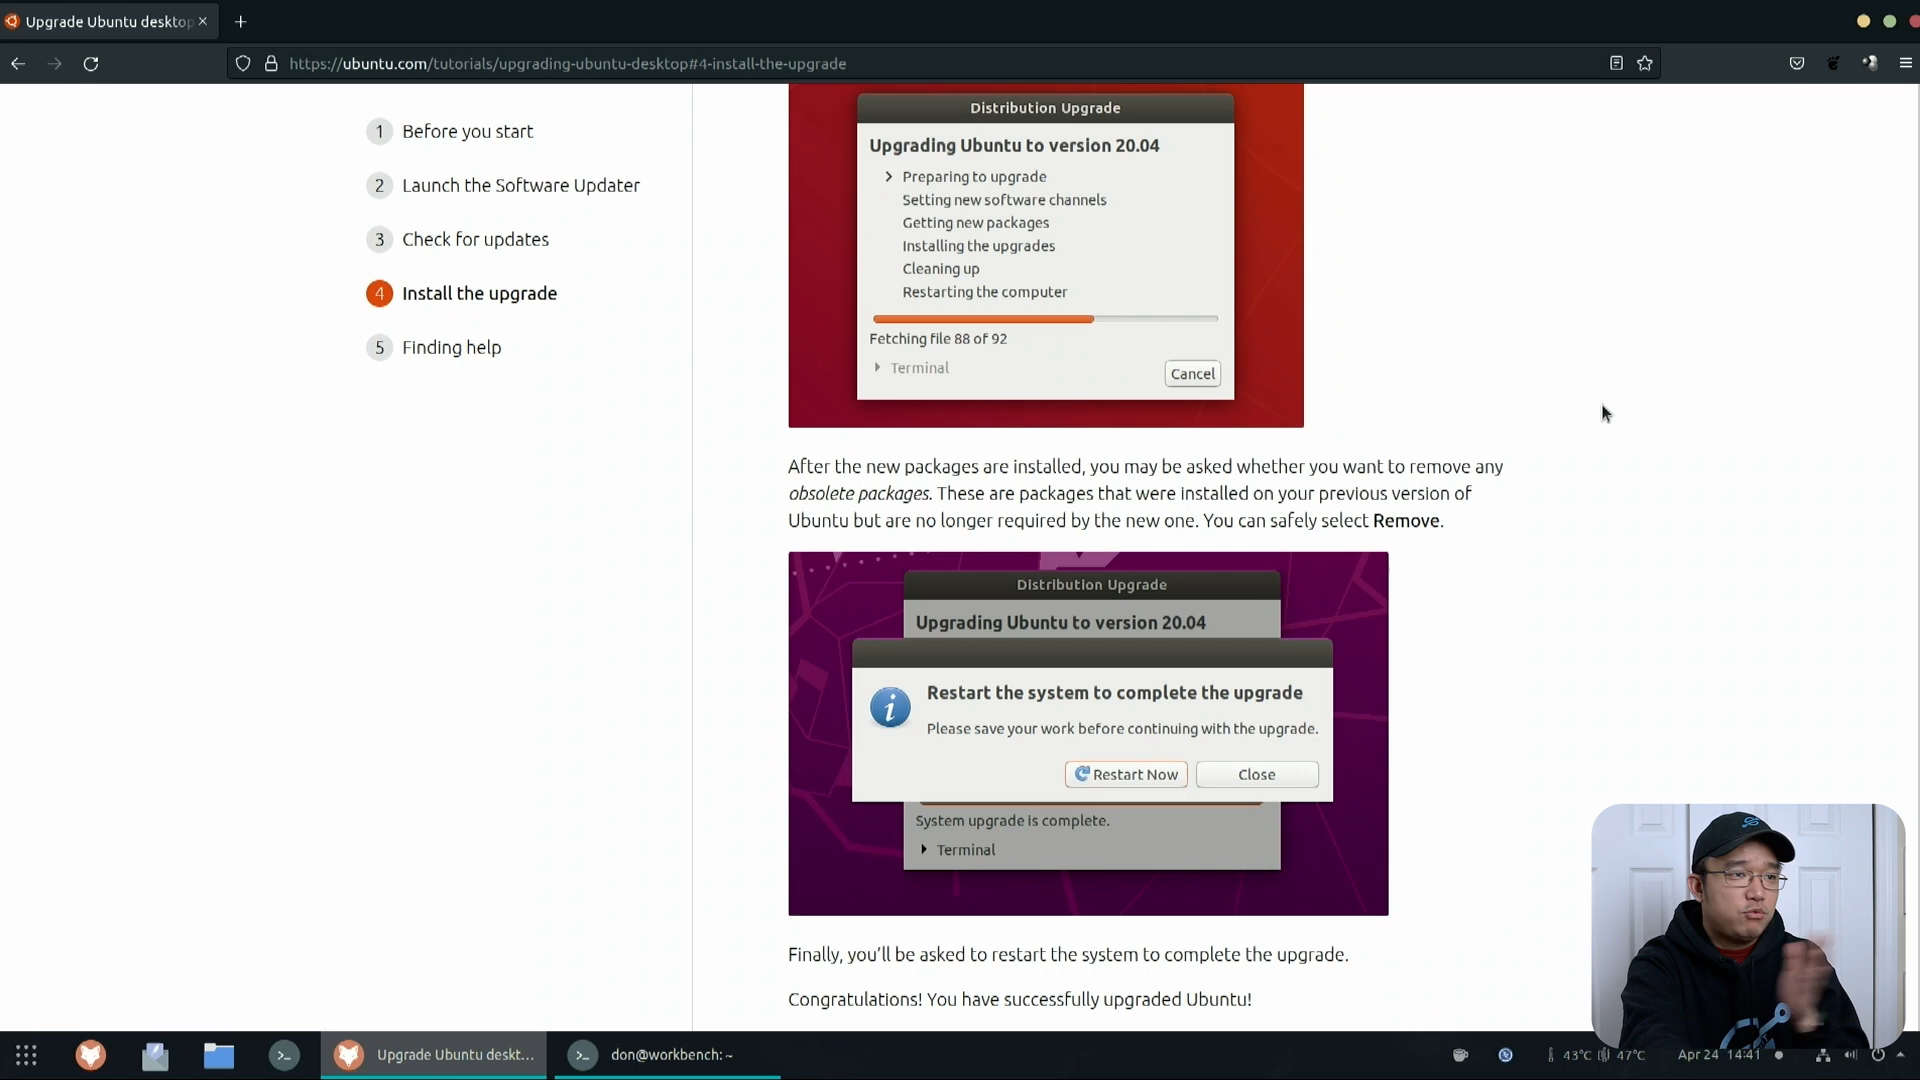 Upgrade Ubuntu desktop
https://ubuntu.com/tutorials/upgrading-ubuntu-desktop#4-install-the-upgrade
1 Before you start
2 Launch the Software Updater
3 Check for updates
4 Install the upgrade
5 Finding help
Distribution Upgrade
Upgrading Ubuntu to version 20.04
Preparing to upgrade
Setting new software channels
Getting new packages
Installing the upgrades
Cleaning up
Restarting the computer
Fetching file 88 of 92
Terminal
Cancel
After the new packages are installed, you may be asked whether you want to remove any
obsolete packages. These are packages that were installed on your previous version of
Ubuntu but are no longer required by the new one. You can safely select Remove.
Distribution Upgrade
Upgrading Ubuntu to version 20.04
Restart the system to complete the upgrade
Please save your work before continuing with the upgrade.
Restart Now Close
System upgrade is complete.
Terminal
Finally, you’ll be asked to restart the system to complete the upgrade.
Congratulations! You have successfully upgraded Ubuntu!
Upgrade Ubuntu deskt...
don@workbench:~
43°C 47°C Apr 24 14:41